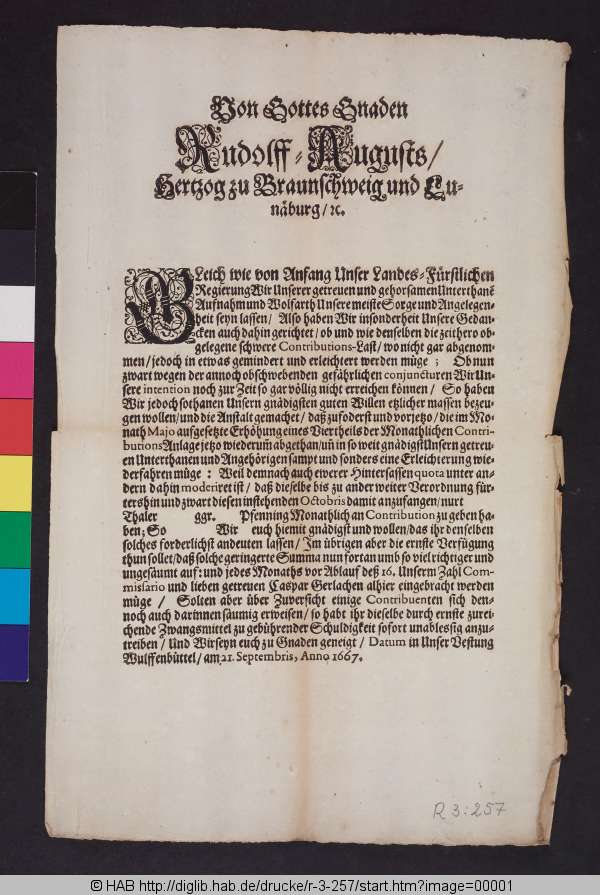 Von Gottes Gnaden
Rudolff-Augusts/
Hertzog zu Braunschweig und Lu-
näburg/ ꝛc.
GLeich wie von Anfang Unser Landes-Fürstlichen
Regierung Wir Unserer getreuen und gehorsamen Unterthanẽ
Aufnahm und Wolfarth Unsere meiste Sorge und Angelegen-
heit seyn lassen/ Also haben Wir insonderheit Unsere Gedan-
cken auch dahin gerichtet/ ob und wie denselben die zeithero ob-
gelegene schwere Contributions-Last/ wo nicht gar abgenom-
men/ jedoch in etwas gemindert und erleichtert werden müge; Ob nun
zwart wegen der annoch obschwebenden gefährlichen conjuncturen Wir Un-
sere intention noch zur Zeit so gar völlig nicht erreichen können/ So haben
Wir jedoch sothanen Unsern gnädigsten guten Willen etzlicher massen bezeu-
gen wollen/ und die Anstalt gemachet/ daß zufoderst und vorjetzo/ die im Mo-
nath Majo aufgesetzte Erhöhung eines Viertheils der Monathlichen Contri-
butions Anlage jetzo wiederum̃ abgethan/ uñ in so weit gnädigst Unsern getreu-
en Unterthanen und Angehörigen sampt und sonders eine Erleichterung wie-
derfahren müge: Weil demnach auch ewerer Hintersassen quota unter an-
dern dahin moderiret ist/ daß dieselbe bis zu ander weiter Verordnung für-
tershin und zwart diesen instehenden Octobris damit anzufangen/ nurt
Thaler ggr. Pfenning Monathlich an Contribution zu geben ha-
ben; So Wir euch hiemit gnädigst und wollen/ das ihr denselben
solches forderlichst andeuten lassen/ Im übrigen aber die ernste Verfügung
thun sollet/ daß solche geringerte Summa nun fortan umb so viel richtiger und
ungesäumt auf: und jedes Monaths vor Ablauf deß 16. Unserm Zahl Com-
missario und lieben getreuen Caspar Gerlachen alhier eingebracht werden
müge/ Solten aber über Zuversicht einige Contribuenten sich den-
noch auch darinnen säumig erweisen/ so habt ihr dieselbe durch ernste zurei-
chende Zwangsmittel zu gebührender Schuldigkeit sofort unablessig anzu-
treiben/ Und Wir seyn euch zu Gnaden geneigt/ Datum in Unser Vestung
Wulffenbüttel/ am 21. Septembris, Anno 1667.
R 3:257
© HAB http://diglib.hab.de/drucke/r-3-257/start.htm?image=00001